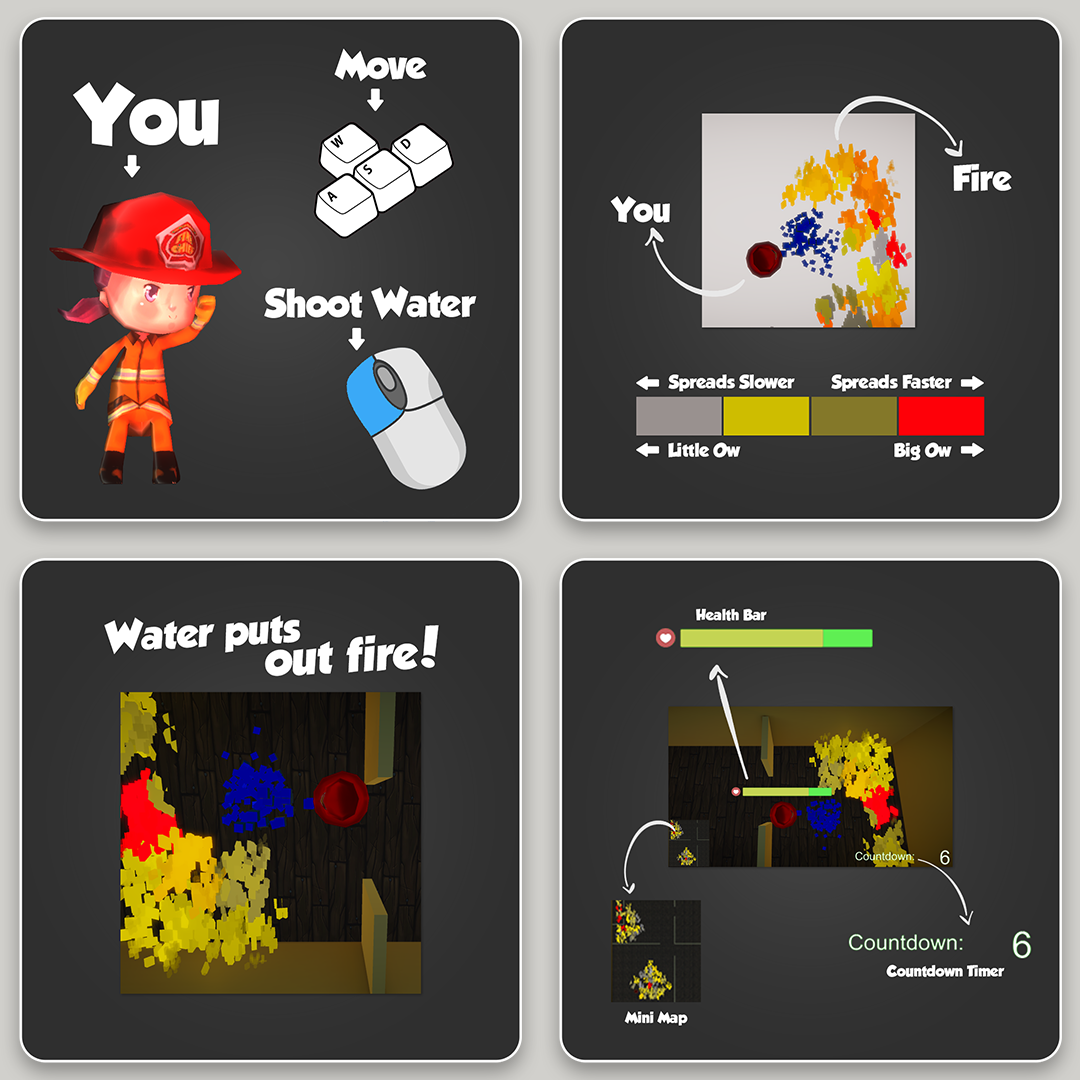 You
Move
W
D
S
A
Shoot Water
You
Fire
Spreads Slower
Spreads Faster
Little Ow
Big Ow
Water puts
out fire!
Health Bar
Countdown: 6
Countdown: 6
Countdown Timer
Mini Map